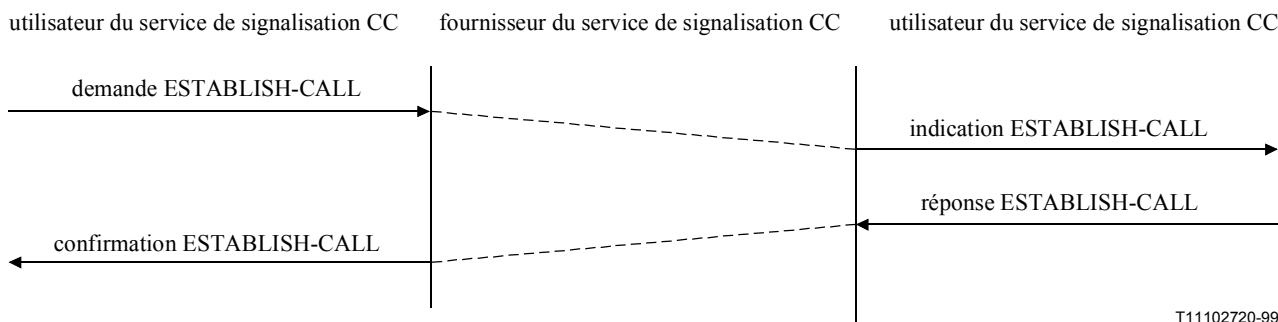 utilisateur du service de signalisation CC fournisseur du service de signalisation CC utilisateur du service de signalisation CC
demande ESTABLISH-CALL
indication ESTABLISH-CALL
réponse ESTABLISH-CALL
confirmation ESTABLISH-CALL
T11102720-99